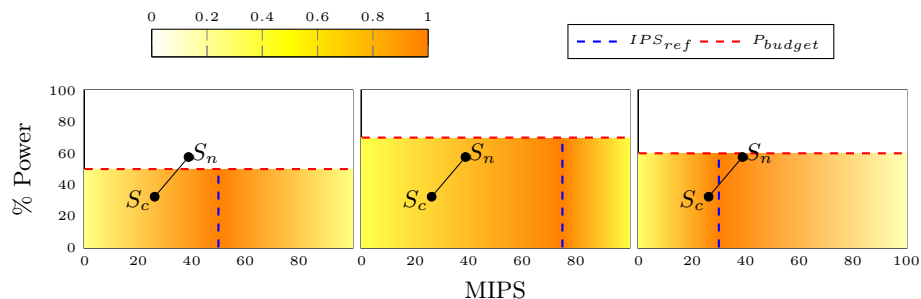 0 0.2 0.4 0.6 0.8 1
IPS_ref P_budget
100
80
60
40
20
0
% Power
S_n
S_c
S_n
S_c
S_n
S_c
0 20 40 60 80 0 20 40 60 80 0 20 40 60 80 100
MIPS